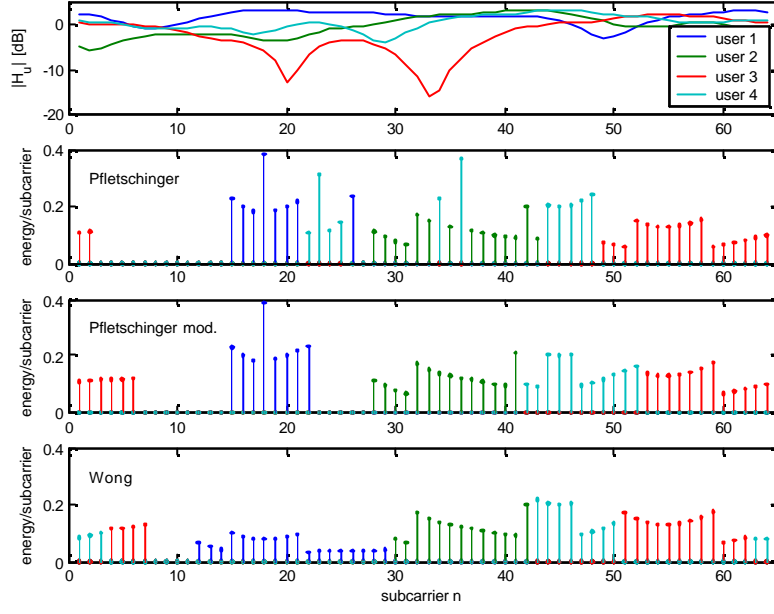 |H_u| [dB]
0
-10
-20
0 10 20 30 40 50 60
user 1
user 2
user 3
user 4
energy/subcarrier
0.4
0.2
0
Pfletschinger
0 10 20 30 40 50 60
energy/subcarrier
0.4
0.2
0
Pfletschinger mod.
0 10 20 30 40 50 60
energy/subcarrier
0.4
0.2
0
Wong
0 10 20 30 40 50 60
subcarrier n